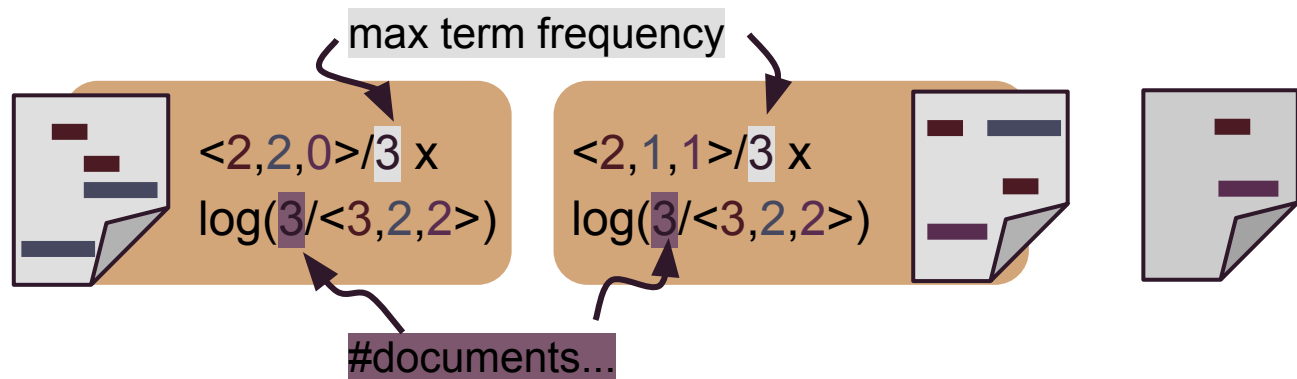 max term frequency
<2,2,0>/3 x
log(3/<3,2,2>)
<2,1,1>/3 x
log(3/<3,2,2>)
#documents...